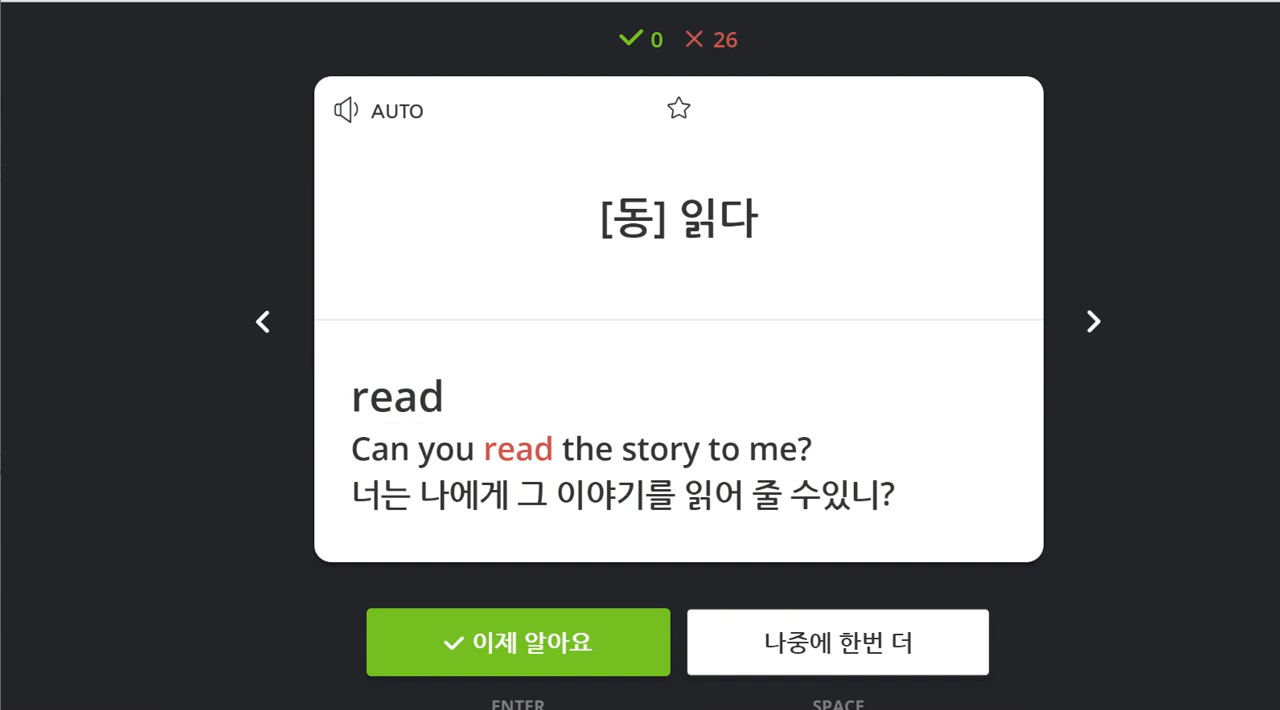 0 26
AUTO
[동] 읽다
read
Can you read the story to me?
너는 나에게 그 이야기를 읽어 줄 수있니?
이제 알아요 나중에 한번 더
ENTER SPACE